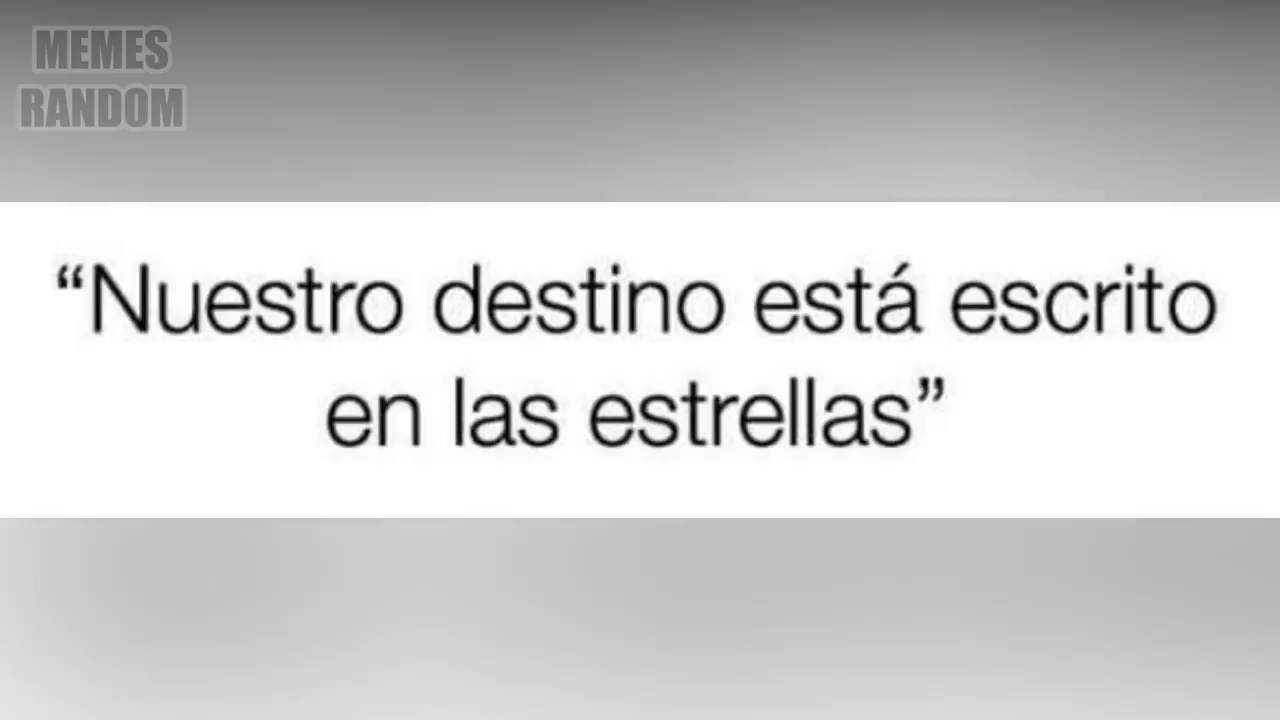 MEMES
RANDOM
“Nuestro destino está escrito
en las estrellas”